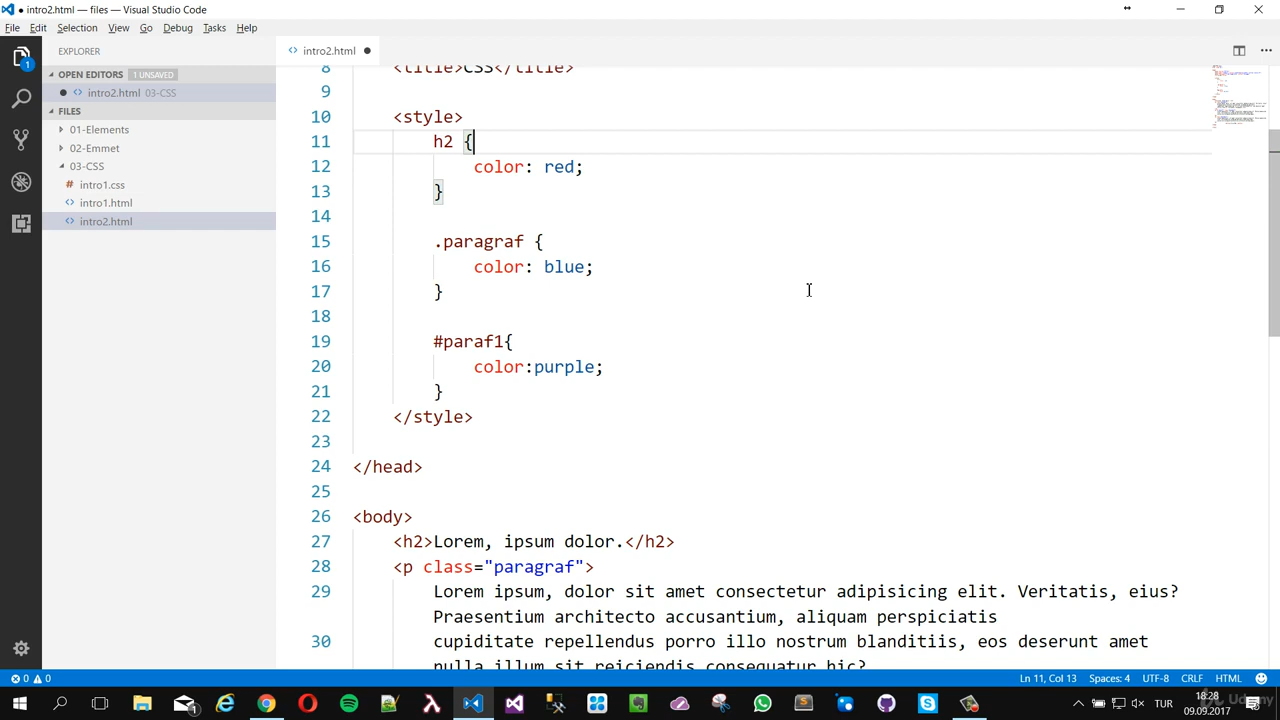 ● intro2.html — files — Visual Studio Code
File Edit Selection View Go Debug Tasks Help
EXPLORER
intro2.html ●
OPEN EDITORS 1 UNSAVED
● intro2.html 03-CSS
FILES
01-Elements
02-Emmet
03-CSS
intro1.css
intro1.html
intro2.html
1
8 <title>CSS</title>
9
10 <style>
11 h2 {
12 color: red;
13 }
14
15 .paragraf {
16 color: blue;
17 }
18
19 #paraf1{
20 color:purple;
21 }
22 </style>
23
24 </head>
25
26 <body>
27 <h2>Lorem, ipsum dolor.</h2>
28 <p class="paragraf">
29 Lorem ipsum, dolor sit amet consectetur adipisicing elit. Veritatis, eius?
Praesentium architecto accusantium, aliquam perspiciatis
30 cupiditate repellendus porro illo nostrum blanditiis, eos deserunt amet
nulla illum sit reiciendis consequatur hic?
0 0 Ln 11, Col 13 Spaces: 4 UTF-8 CRLF HTML
TUR 18:28
09.09.2017
Udemy